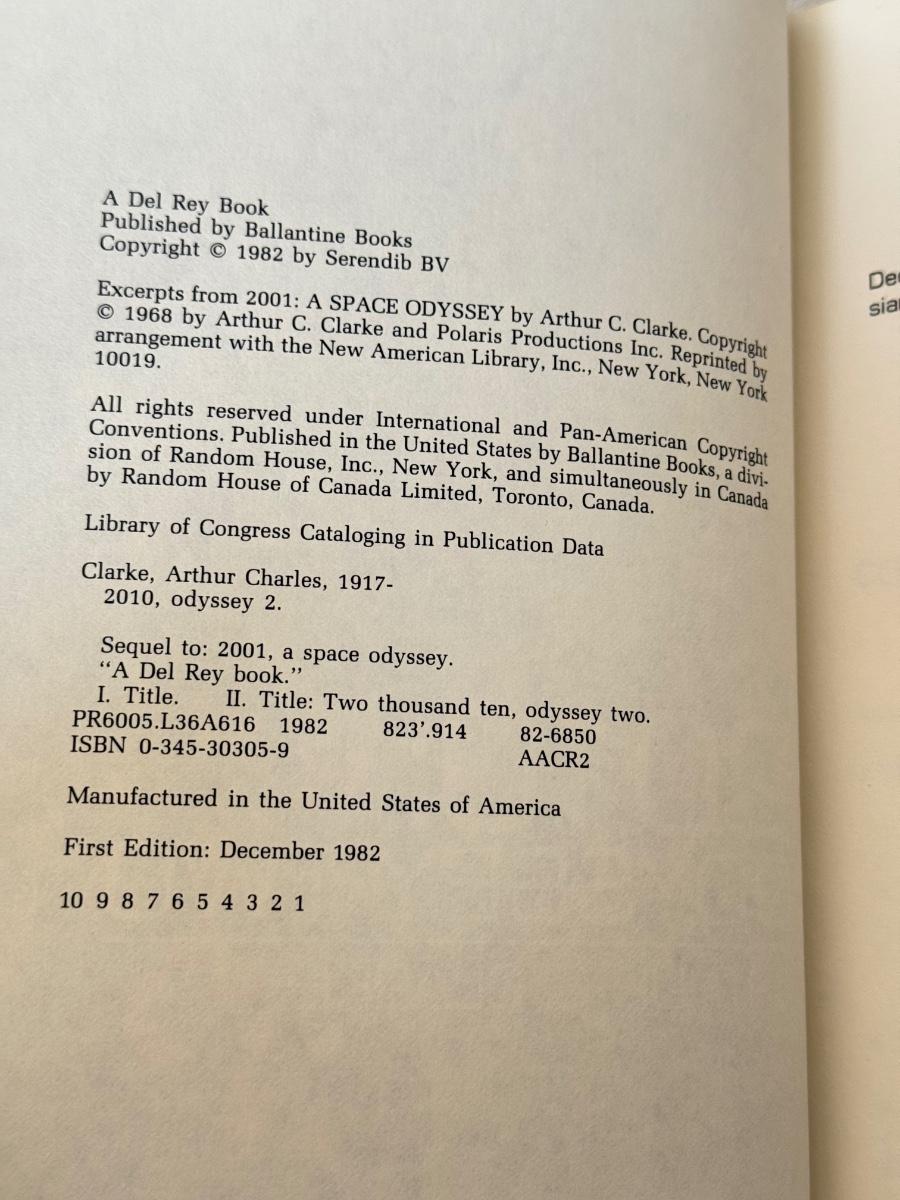 A Del Rey Book
Published by Ballantine Books
Copyright © 1982 by Serendib BV
Excerpts from 2001: A SPACE ODYSSEY by Arthur C. Clarke. Copyright
© 1968 by Arthur C. Clarke and Polaris Productions Inc. Reprinted by
arrangement with the New American Library, Inc., New York, New York
10019.
All rights reserved under International and Pan-American Copyright
Conventions. Published in the United States by Ballantine Books, a divi-
sion of Random House, Inc., New York, and simultaneously in Canada
by Random House of Canada Limited, Toronto, Canada.
Library of Congress Cataloging in Publication Data
Clarke, Arthur Charles, 1917-
2010, odyssey 2.
Sequel to: 2001, a space odyssey.
“A Del Rey book.”
I. Title. II. Title: Two thousand ten, odyssey two.
PR6005.L36A616 1982 823'.914 82-6850
ISBN 0-345-30305-9 AACR2
Manufactured in the United States of America
First Edition: December 1982
10 9 8 7 6 5 4 3 2 1